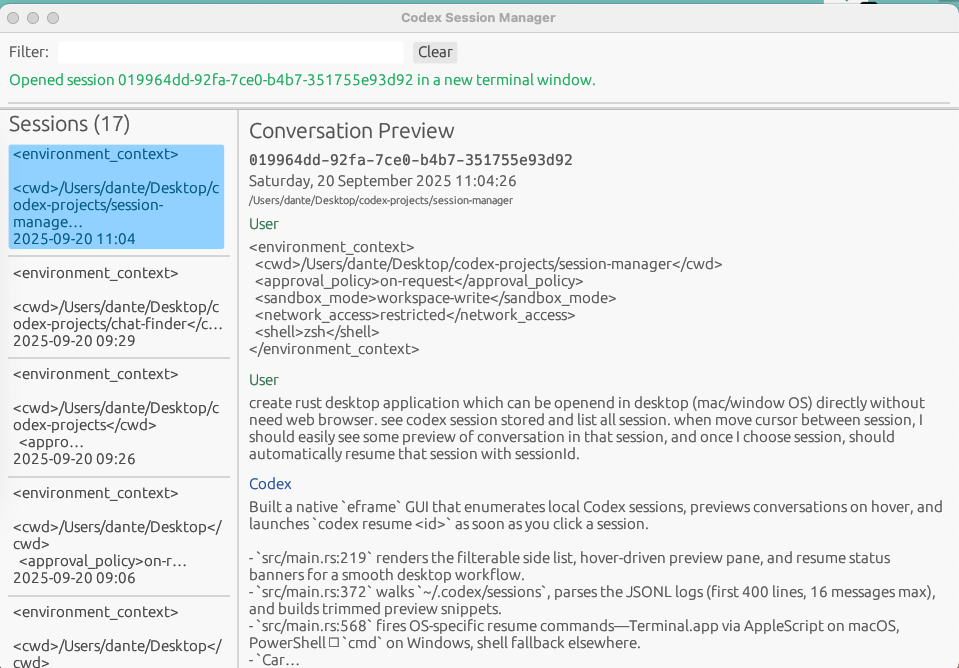 Codex Session Manager
Filter:
Clear
Opened session 019964dd-92fa-7ce0-b4b7-351755e93d92 in a new terminal window.
Sessions (17)
<environment_context>
<cwd>/Users/dante/Desktop/c
odex-projects/session-
manage…
2025-09-20 11:04
<environment_context>
<cwd>/Users/dante/Desktop/c
odex-projects/chat-finder</c…
2025-09-20 09:29
<environment_context>
<cwd>/Users/dante/Desktop/c
odex-projects</cwd>
<appro…
2025-09-20 09:26
<environment_context>
<cwd>/Users/dante/Desktop</
cwd>
<approval_policy>on-r…
2025-09-20 09:06
<environment_context>
<cwd>/Users/dante/Desktop</
cwd>
Conversation Preview
019964dd-92fa-7ce0-b4b7-351755e93d92
Saturday, 20 September 2025 11:04:26
/Users/dante/Desktop/codex-projects/session-manager
User
<environment_context>
<cwd>/Users/dante/Desktop/codex-projects/session-manager</cwd>
<approval_policy>on-request</approval_policy>
<sandbox_mode>workspace-write</sandbox_mode>
<network_access>restricted</network_access>
<shell>zsh</shell>
</environment_context>
User
create rust desktop application which can be openend in desktop (mac/window OS) directly without
need web browser. see codex session stored and list all session. when move cursor between session, I
should easily see some preview of conversation in that session, and once I choose session, should
automatically resume that session with sessionId.
Codex
Built a native `eframe` GUI that enumerates local Codex sessions, previews conversations on hover, and
launches `codex resume <id>` as soon as you click a session.
- `src/main.rs:219` renders the filterable side list, hover-driven preview pane, and resume status
banners for a smooth desktop workflow.
- `src/main.rs:372` walks `~/.codex/sessions`, parses the JSONL logs (first 400 lines, 16 messages max),
and builds trimmed preview snippets.
- `src/main.rs:568` fires OS-specific resume commands—Terminal.app via AppleScript on macOS,
PowerShell □ `cmd` on Windows, shell fallback elsewhere.
- `Car…